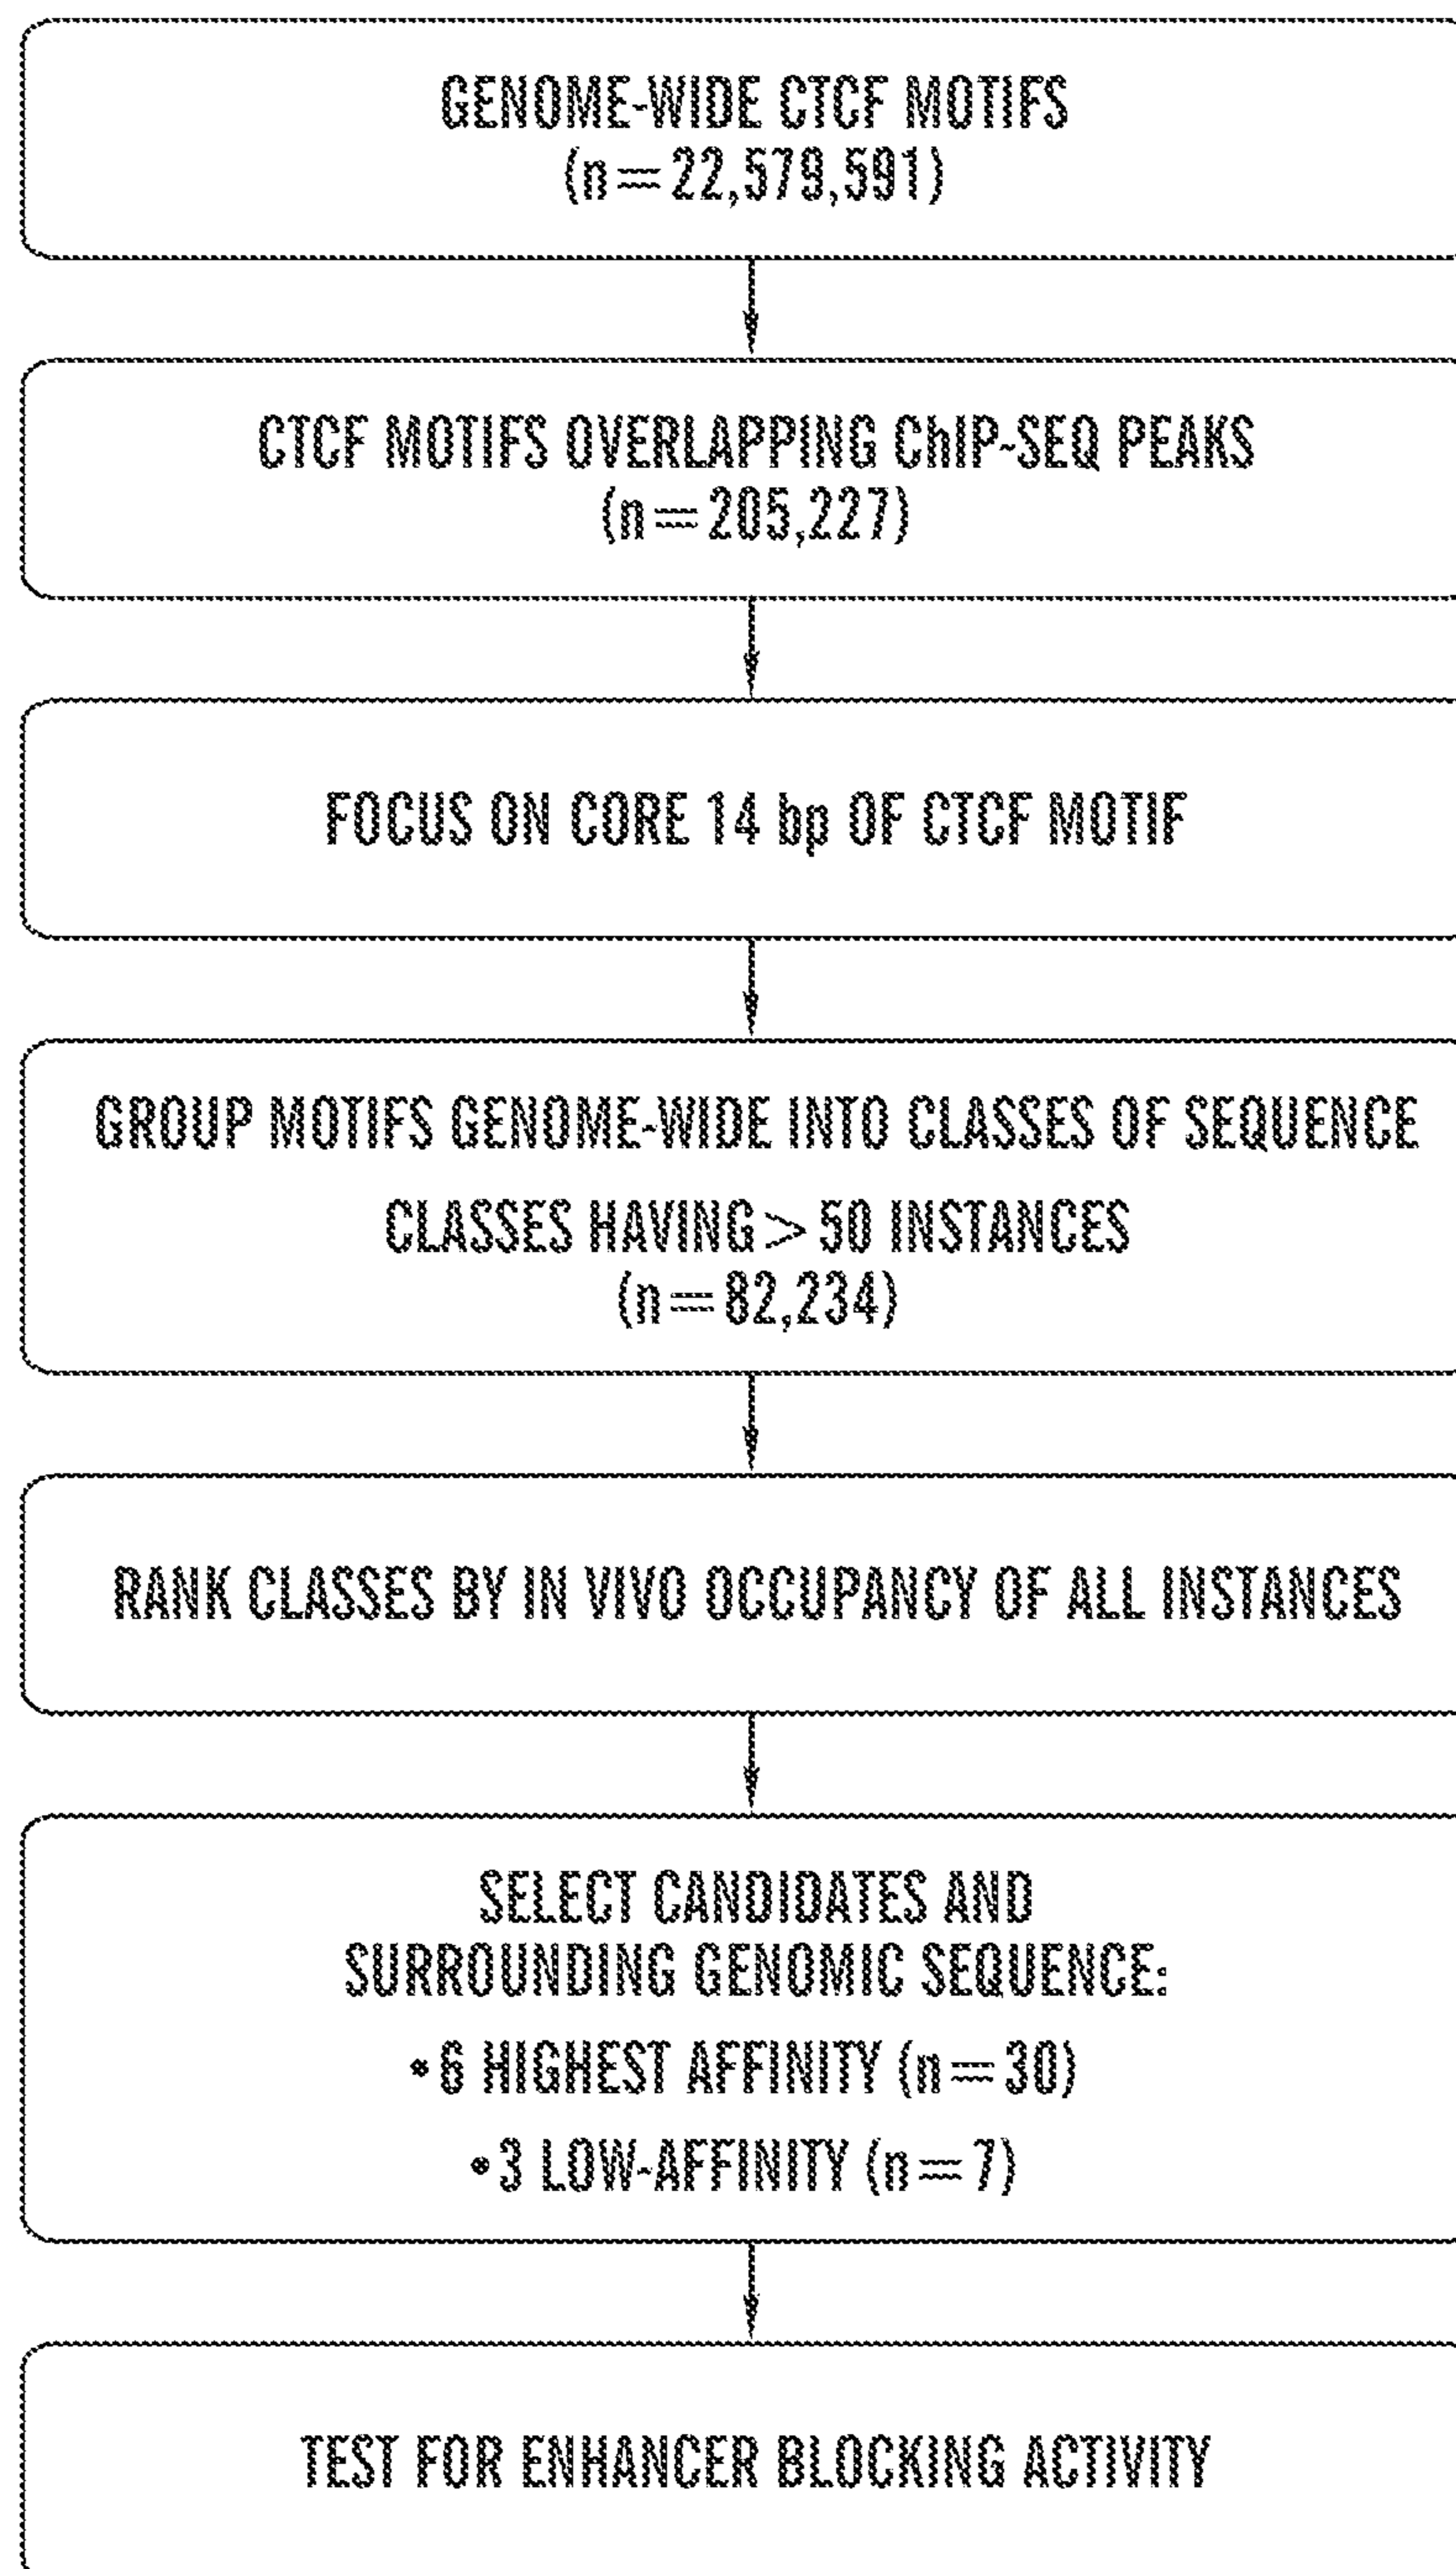 GENOME-WIDE CTCF MOTIFS
(n=22,579,591)
CTCF MOTIFS OVERLAPPING ChIP-SEQ PEAKS
(n=205,227)
FOCUS ON CORE 14 bp OF CTCF MOTIF
GROUP MOTIFS GENOME-WIDE INTO CLASSES OF SEQUENCE
CLASSES HAVING > 50 INSTANCES
(n=82,234)
RANK CLASSES BY IN VIVO OCCUPANCY OF ALL INSTANCES
SELECT CANDIDATES AND
SURROUNDING GENOMIC SEQUENCE:
•6 HIGHEST AFFINITY (n=30)
•3 LOW-AFFINITY (n=7)
TEST FOR ENHANCER BLOCKING ACTIVITY